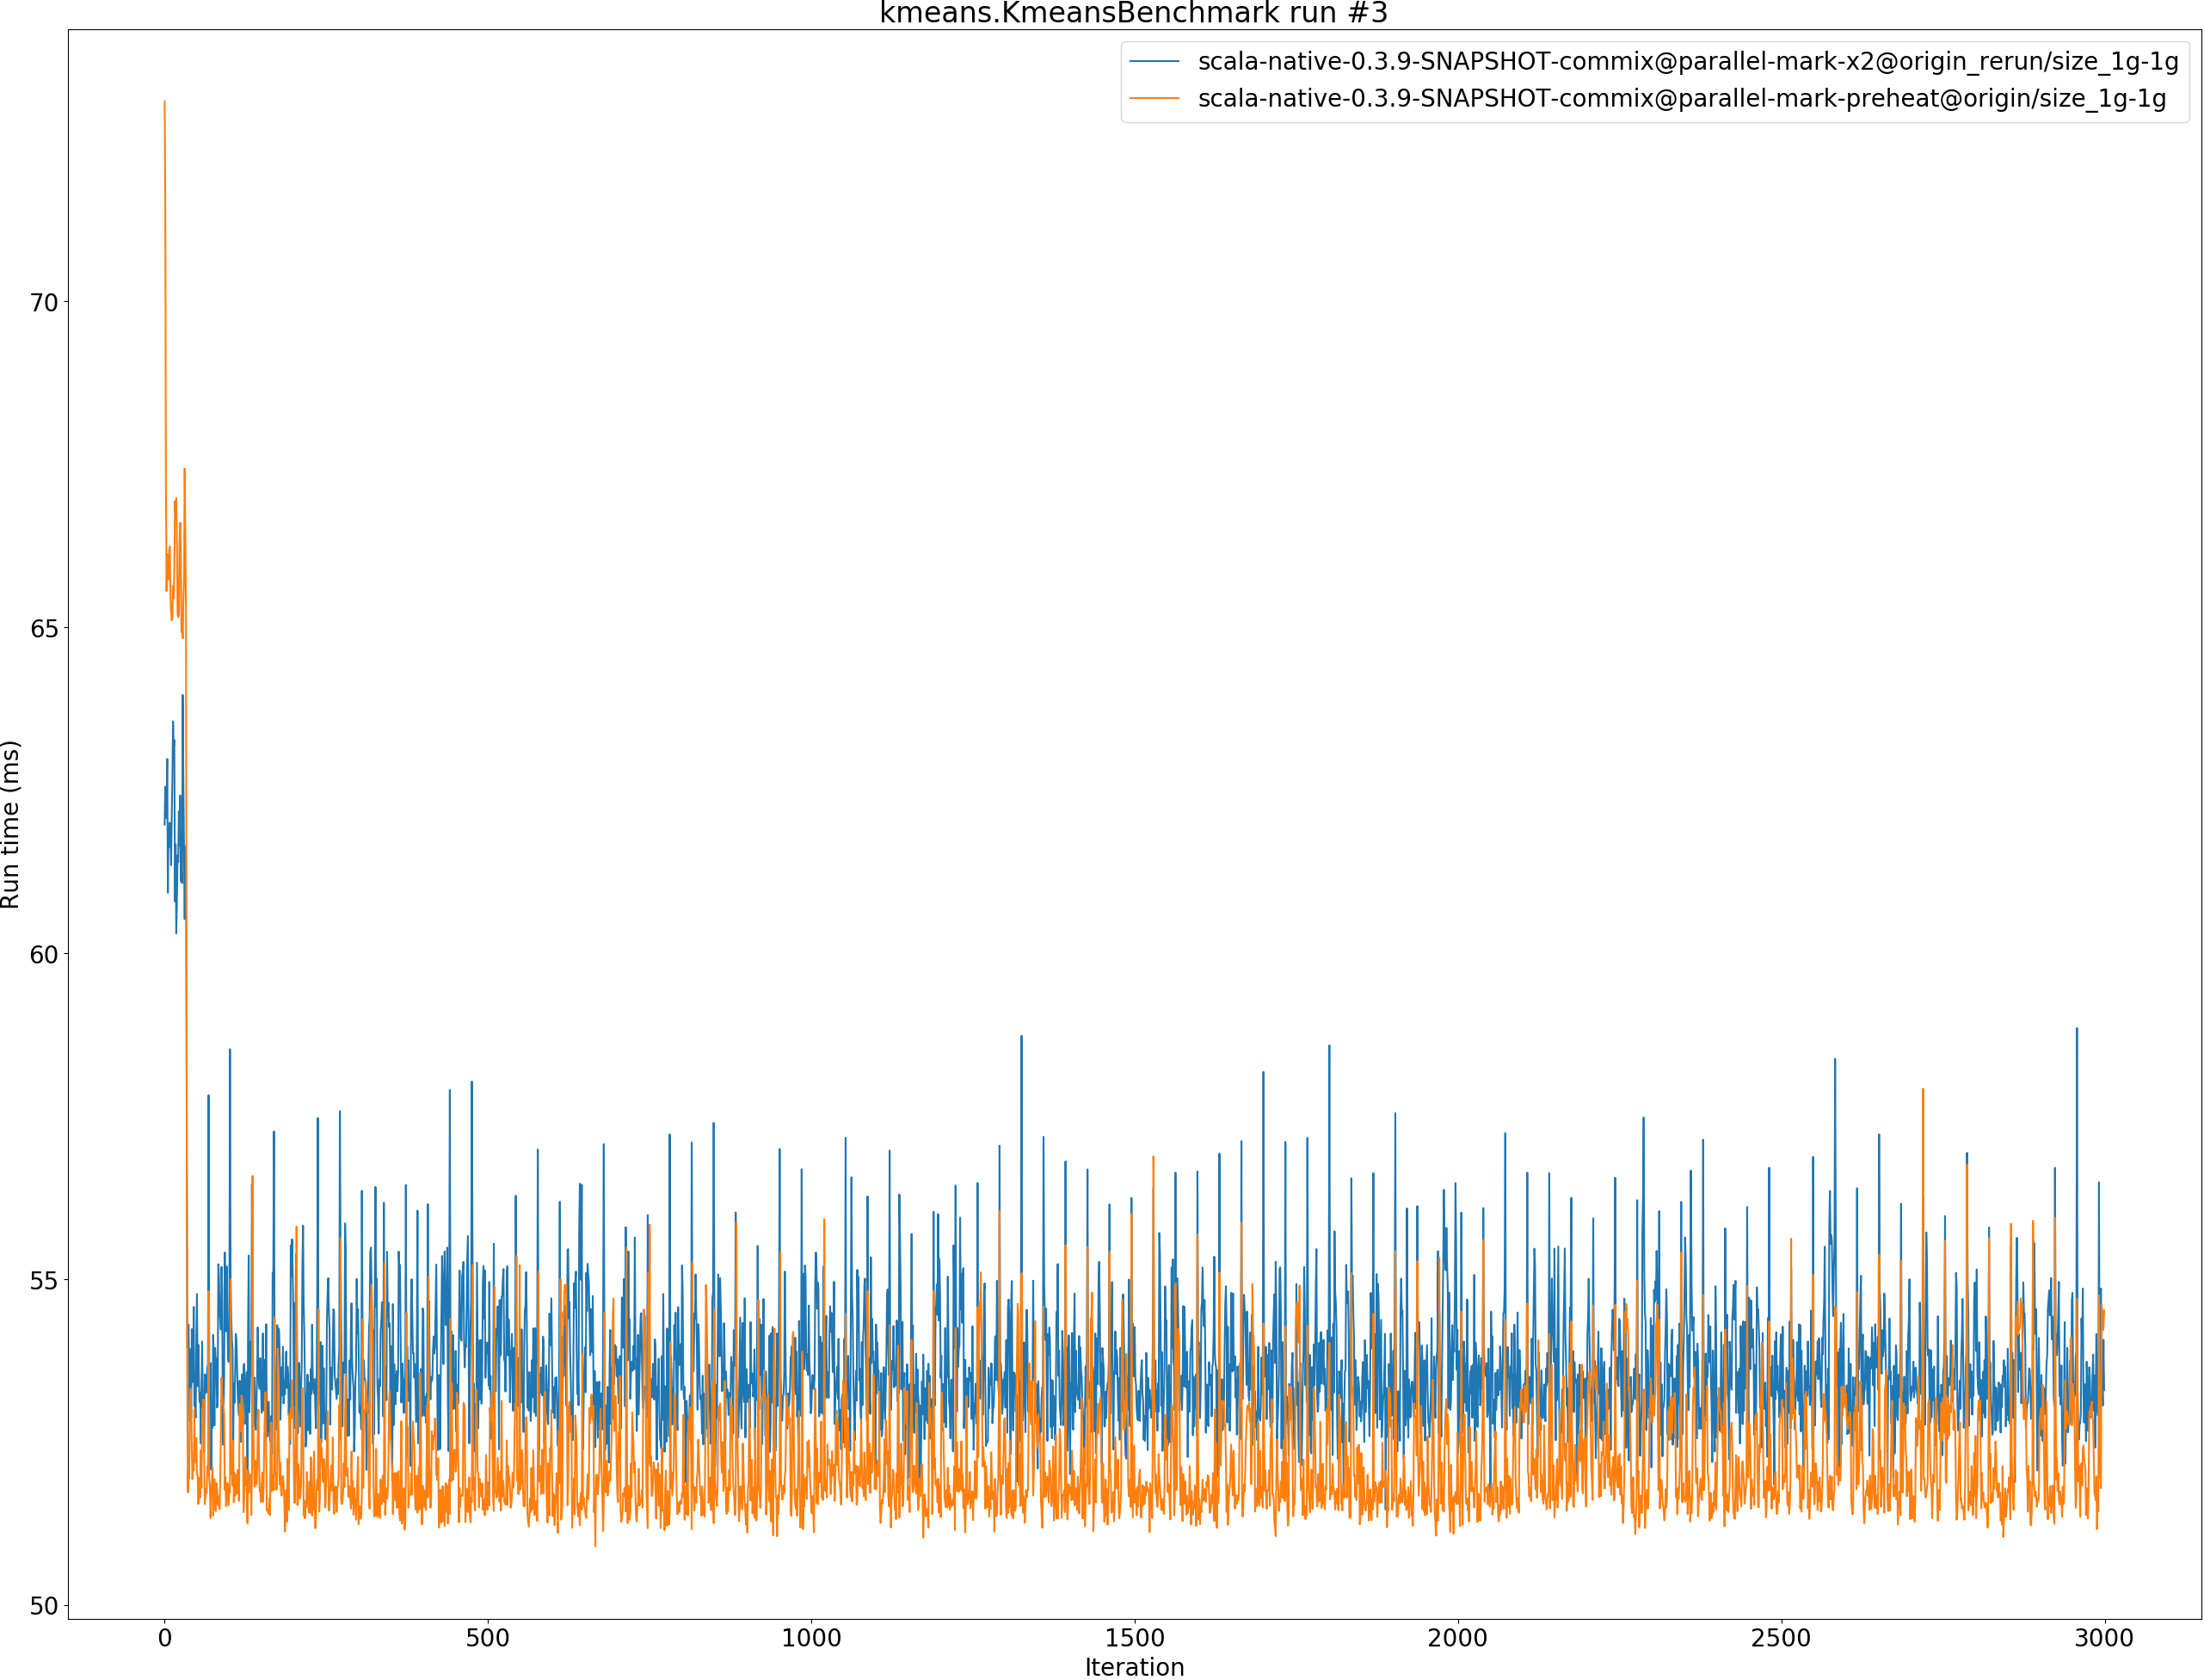 kmeans.KmeansBenchmark run #3
scala-native-0.3.9-SNAPSHOT-commix@parallel-mark-x2@origin_rerun/size_1g-1g
scala-native-0.3.9-SNAPSHOT-commix@parallel-mark-preheat@origin/size_1g-1g
Run time (ms)
70
65
60
55
50
0 500 1000 1500 2000 2500 3000
Iteration